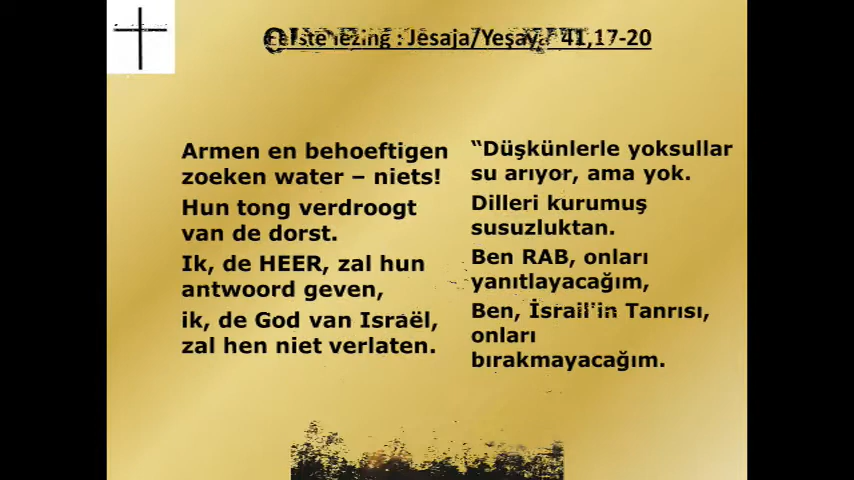 Eerste lezing : Jesaja/Yeşaya 41,17-20
Armen en behoeftigen
zoeken water – niets!
Hun tong verdroogt
van de dorst.
Ik, de HEER, zal hun
antwoord geven,
ik, de God van Israël,
zal hen niet verlaten.
“Düşkünlerle yoksullar
su arıyor, ama yok.
Dilleri kurumuş
susuzluktan.
Ben RAB, onları
yanıtlayacağım,
Ben, İsrail'in Tanrısı,
onları
bırakmayacağım.